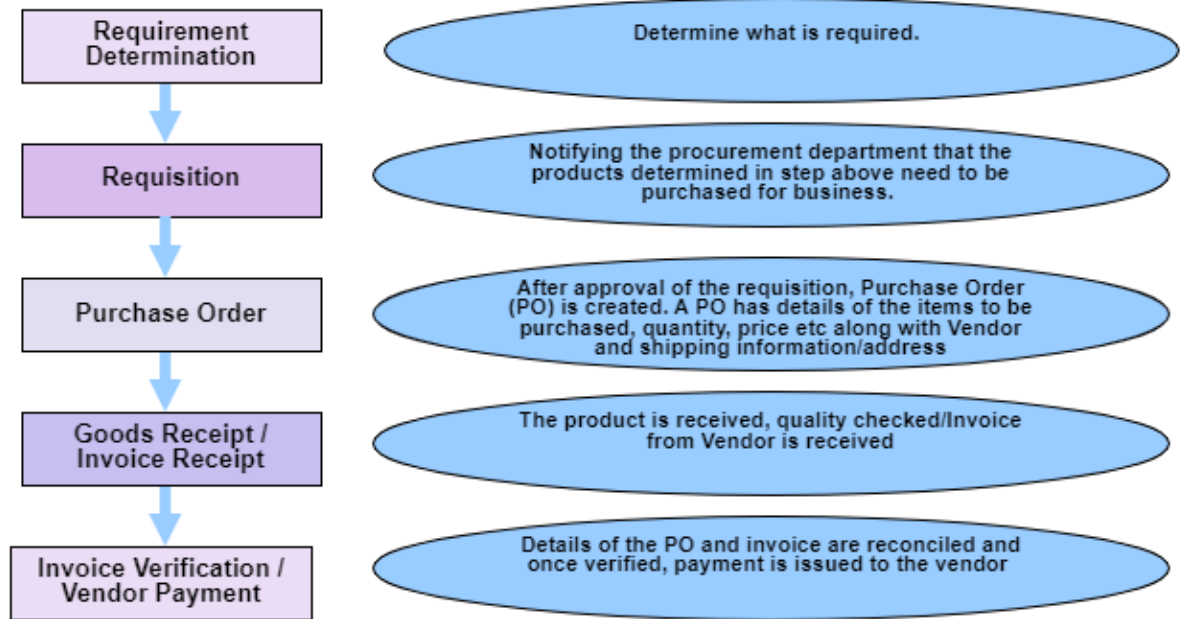 Requirement
Determination
Determine what is required.
Requisition
Notifying the procurement department that the
products determined in step above need to be
purchased for business.
Purchase Order
After approval of the requisition, Purchase Order
(PO) is created. A PO has details of the items to be
purchased, quantity, price etc along with Vendor
and shipping information/address
Goods Receipt /
Invoice Receipt
The product is received, quality checked/Invoice
from Vendor is received
Invoice Verification /
Vendor Payment
Details of the PO and invoice are reconciled and
once verified, payment is issued to the vendor